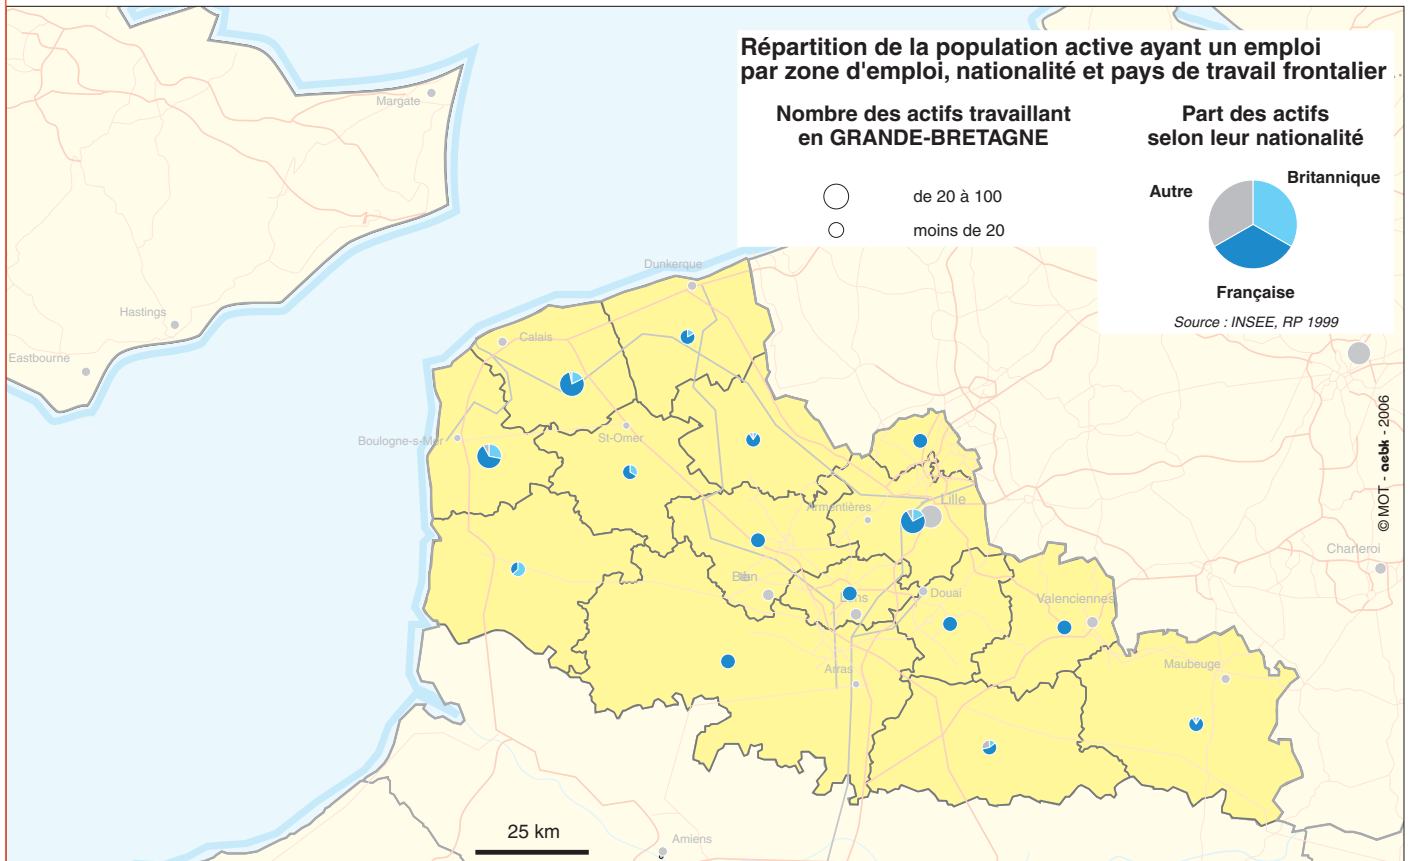 Répartition de la population active ayant un emploi
par zone d'emploi, nationalité et pays de travail frontalier
Nombre des actifs travaillant
en GRANDE-BRETAGNE
de 20 à 100
moins de 20
Part des actifs
selon leur nationalité
Autre
Britannique
Française
Source : INSEE, RP 1999
Margate
Hastings
Eastbourne
Dunkerque
Calais
Boulogne-s-Mer
St-Omer
Armentières
Lille
Douai
Valenciennes
Arras
Maubeuge
Charleroi
Amiens
25 km
© MOT - aebk - 2006